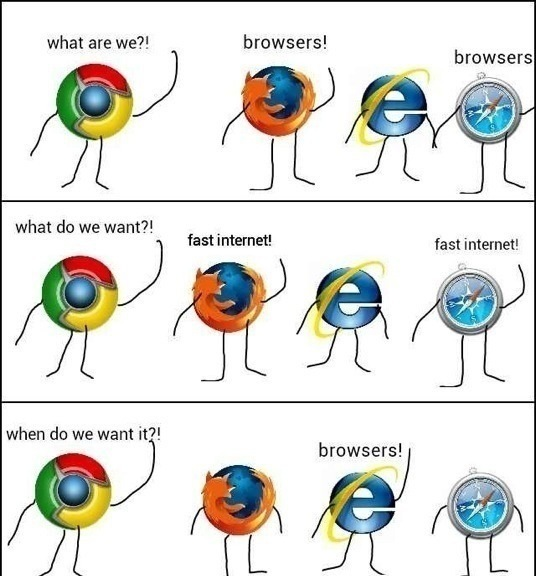 what are we?!
browsers!
browsers
what do we want?!
fast internet!
fast internet!
when do we want it?!
browsers!